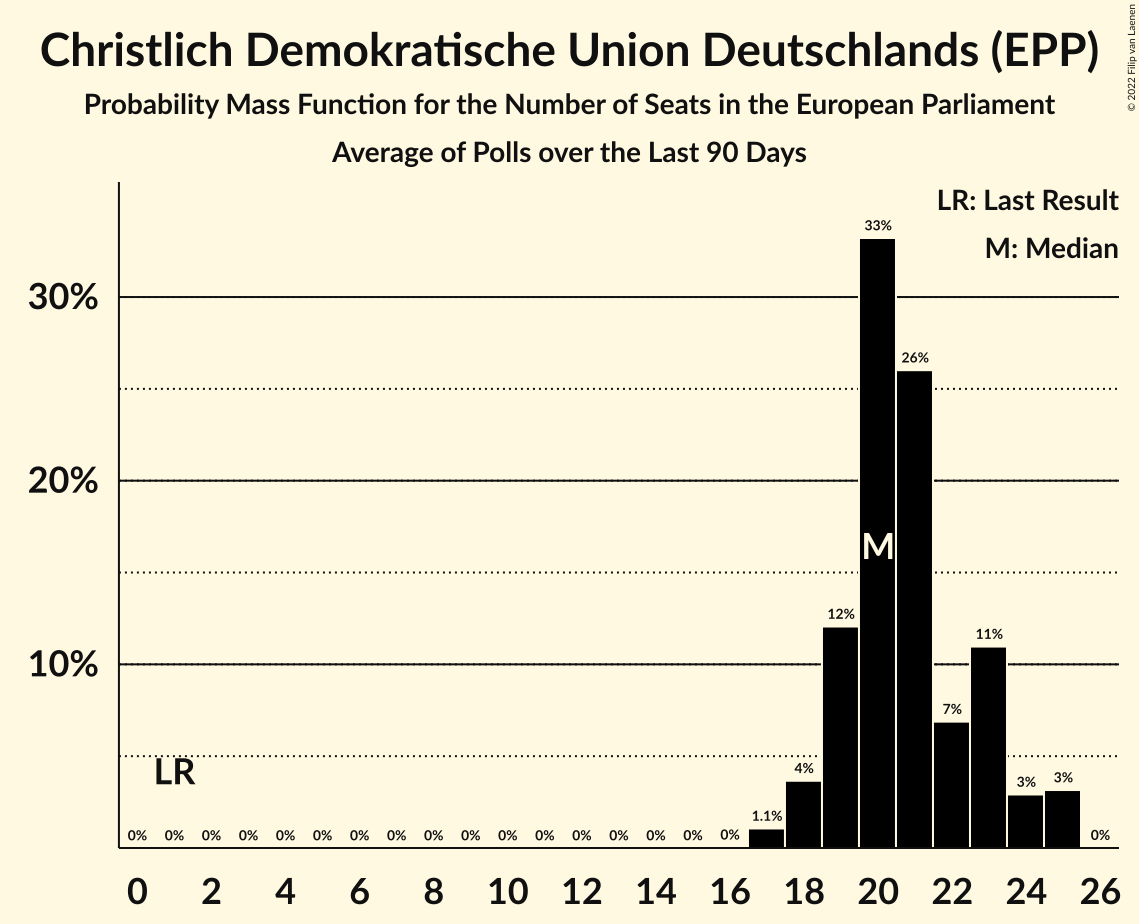 Christlich Demokratische Union Deutschlands (EPP)
Probability Mass Function for the Number of Seats in the European Parliament
Average of Polls over the Last 90 Days
© 2022 Filip van Laenen
LR: Last Result
M: Median
33%
30%
26%
20%
M
12%
11%
10%
7%
LR
4%
3%
3%
1.1%
0% 0% 0% 0% 0% 0% 0% 0% 0% 0% 0% 0% 0% 0% 0% 0% 0% 0%
0 2 4 6 8 10 12 14 16 18 20 22 24 26